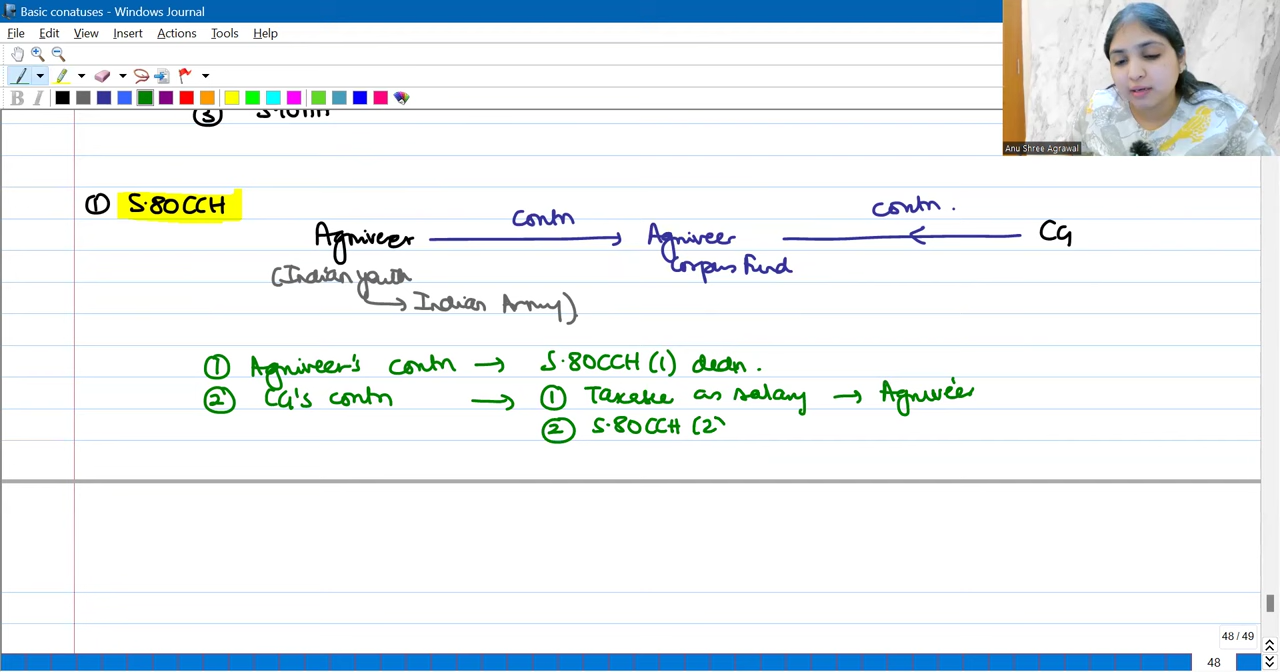 Basic conatuses - Windows Journal
File Edit View Insert Actions Tools Help
B I
Anu Shree Agrawal
① S.80CCH
Agniveer contn Agniveer Corpus Fund contn. CG
(Indian youth
Indian Army)
① Agniveer's contn → S.80CCH (1) dedn.
② CG's contn → ① Taxable as salary → Agniveer
② S.80CCH (2)
48 / 49
48